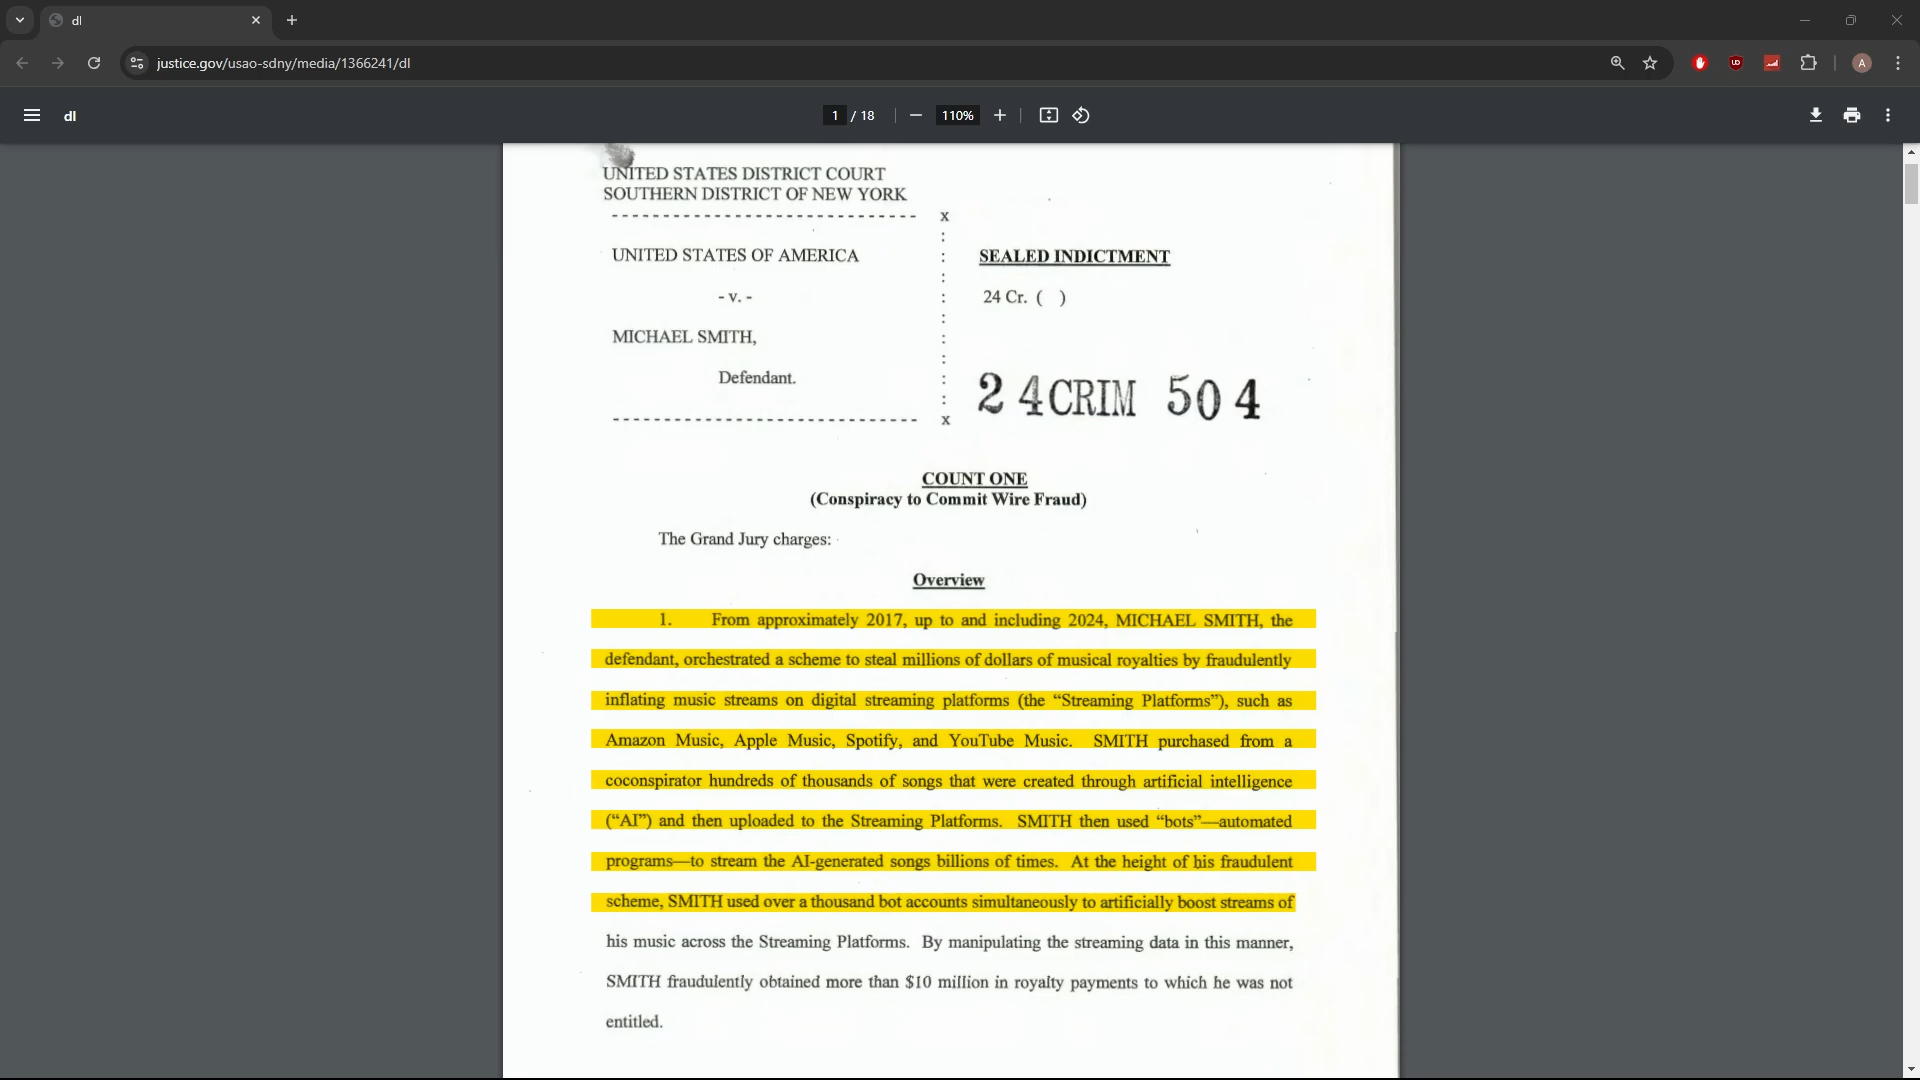 dl
justice.gov/usao-sdny/media/1366241/dl
A
dl
1 / 18
110%
UNITED STATES DISTRICT COURT
SOUTHERN DISTRICT OF NEW YORK
------------------------------ x
UNITED STATES OF AMERICA : SEALED INDICTMENT
- v. - : 24 Cr. ( )
MICHAEL SMITH, :
Defendant. : 24CRIM 504
------------------------------ x
COUNT ONE
(Conspiracy to Commit Wire Fraud)
The Grand Jury charges:
Overview
1. From approximately 2017, up to and including 2024, MICHAEL SMITH, the
defendant, orchestrated a scheme to steal millions of dollars of musical royalties by fraudulently
inflating music streams on digital streaming platforms (the “Streaming Platforms”), such as
Amazon Music, Apple Music, Spotify, and YouTube Music. SMITH purchased from a
coconspirator hundreds of thousands of songs that were created through artificial intelligence
(“AI”) and then uploaded to the Streaming Platforms. SMITH then used “bots”—automated
programs—to stream the AI-generated songs billions of times. At the height of his fraudulent
scheme, SMITH used over a thousand bot accounts simultaneously to artificially boost streams of
his music across the Streaming Platforms. By manipulating the streaming data in this manner,
SMITH fraudulently obtained more than $10 million in royalty payments to which he was not
entitled.